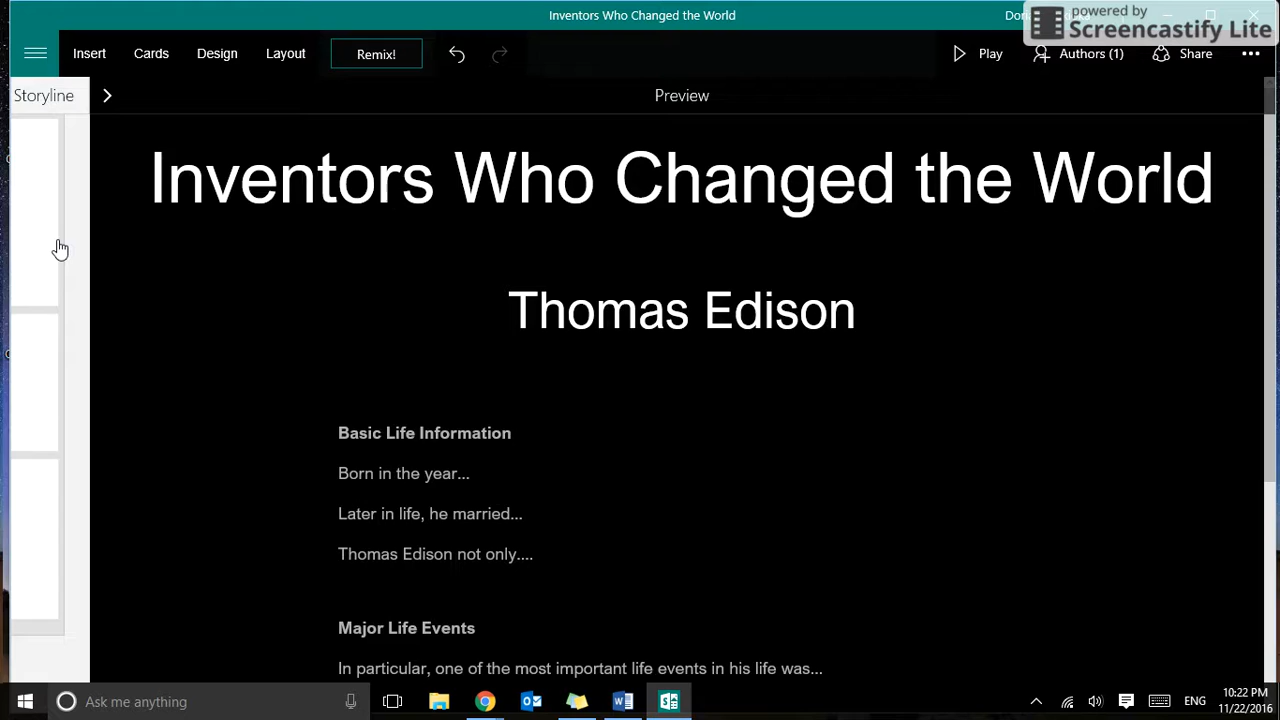 Inventors Who Changed the World
powered by
Screencastify Lite
Insert Cards Design Layout Remix! Play Authors (1) Share
Storyline Preview
Inventors Who Changed the World
Thomas Edison
Basic Life Information
Born in the year...
Later in life, he married...
Thomas Edison not only....
Major Life Events
In particular, one of the most important life events in his life was...
Ask me anything
ENG
10:22 PM
11/22/2016